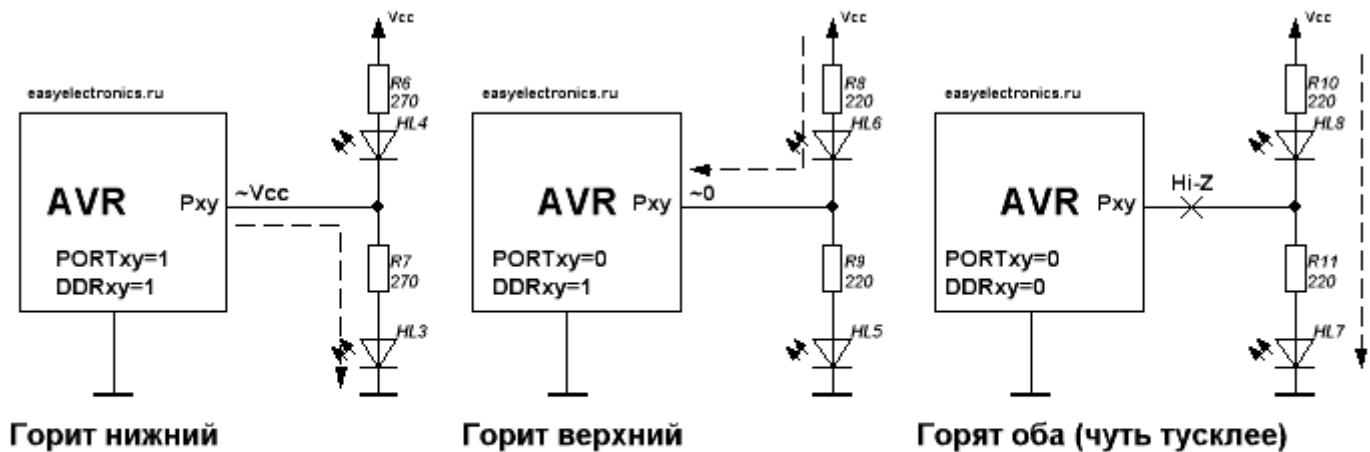 Vcc
R6
270
easyelectronics.ru
HL4
AVR
Pxy
~Vcc
PORTxy=1
DDRxy=1
R7
270
HL3
Горит нижний
Vcc
R8
220
easyelectronics.ru
HL6
AVR
Pxy
~0
PORTxy=0
DDRxy=1
R9
220
HL5
Горит верхний
Vcc
R10
220
easyelectronics.ru
HL8
Hi-Z
AVR
Pxy
PORTxy=0
DDRxy=0
R11
220
HL7
Горят оба (чуть тусклее)